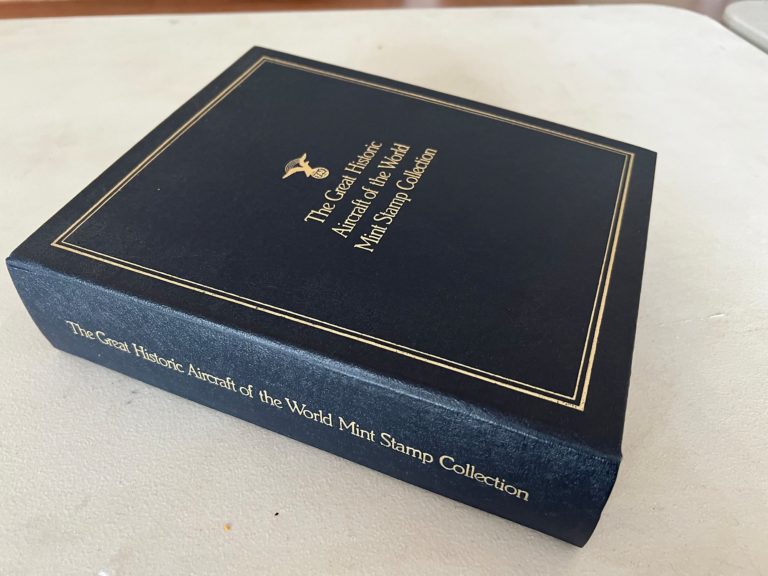 The Great Historic
Aircraft of the World
Mint Stamp Collection
The Great Historic Aircraft of the World Mint Stamp Collection